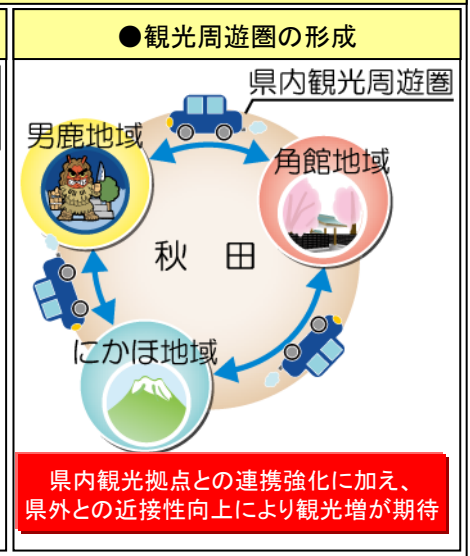 ●観光周遊圏の形成
県内観光周遊圏
男鹿地域
角館地域
秋田
にかほ地域
県内観光拠点との連携強化に加え、
県外との近接性向上により観光増が期待